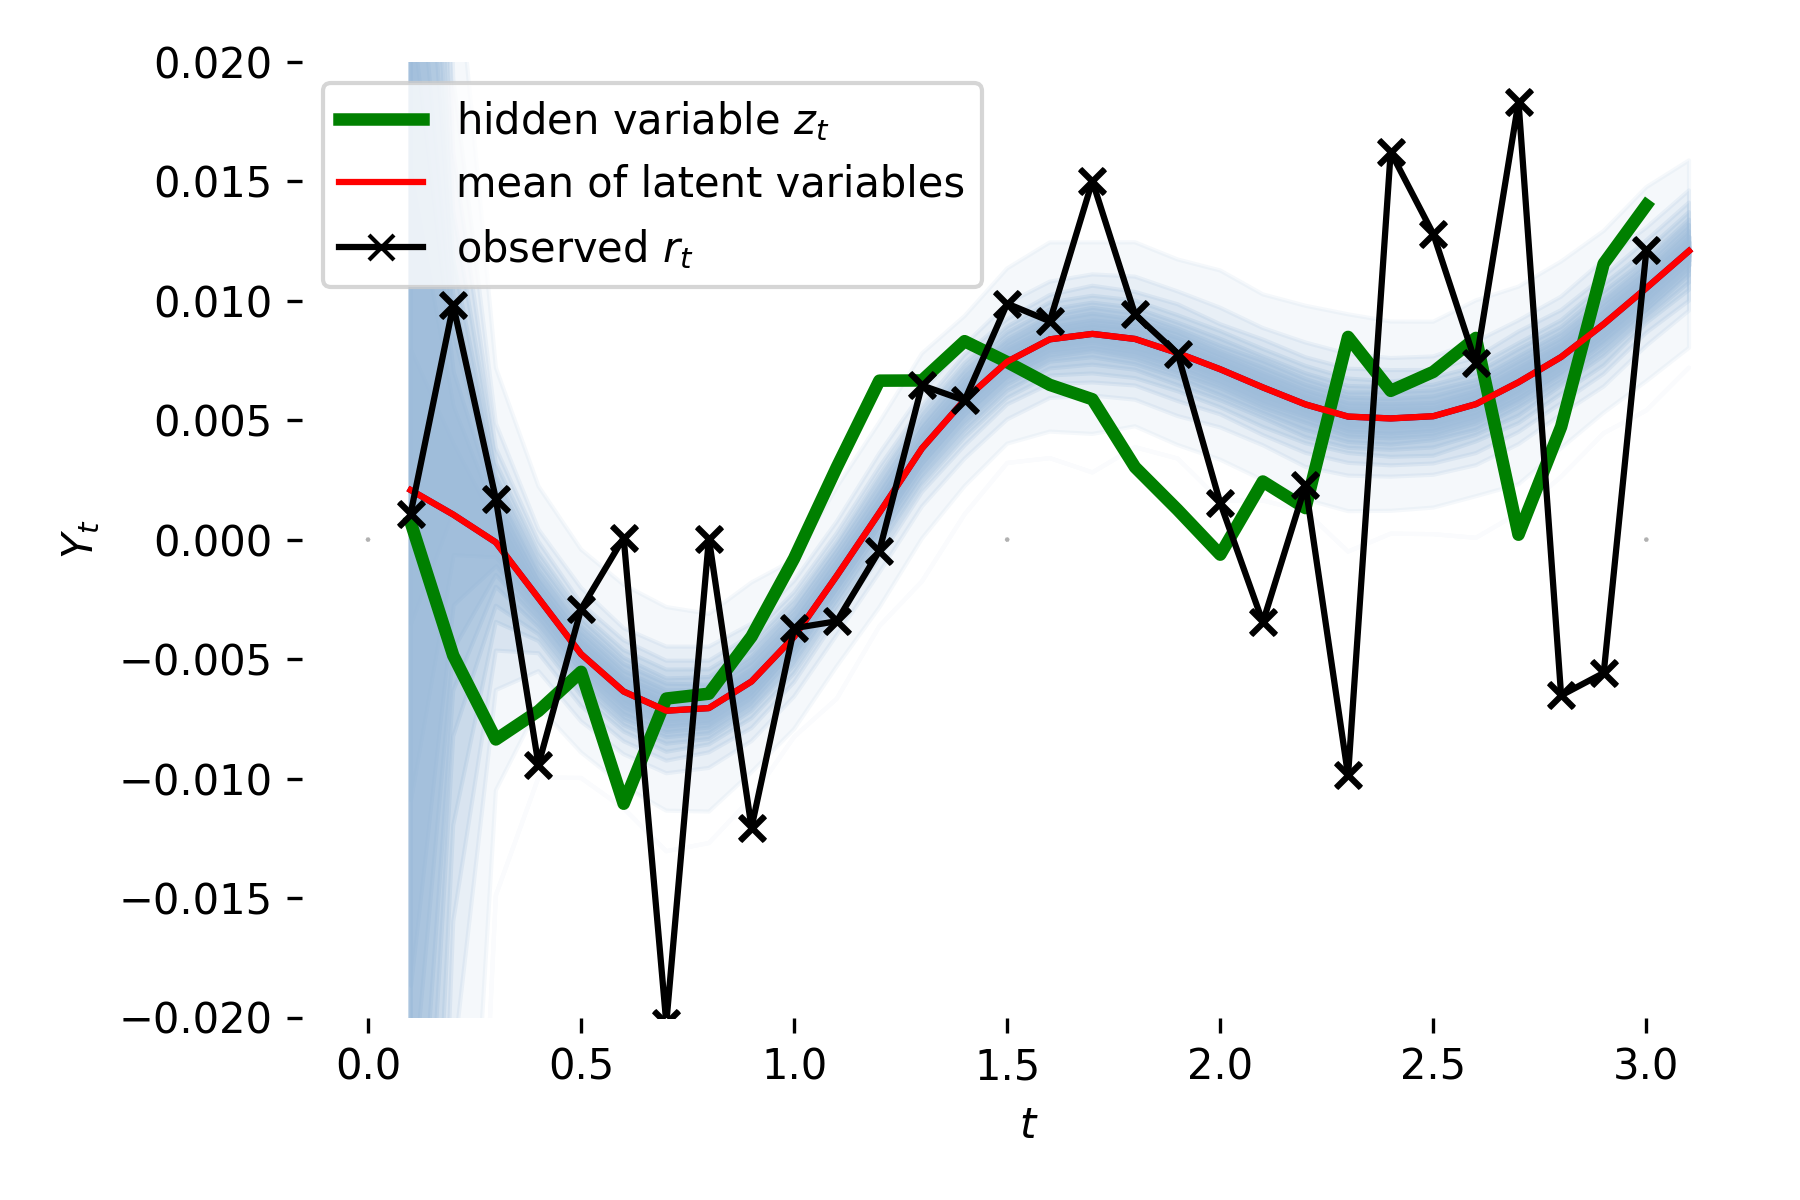 0.020
0.015
0.010
0.005
0.000
−0.005
−0.010
−0.015
−0.020
Y_t
hidden variable z_t
mean of latent variables
observed r_t
0.0 0.5 1.0 1.5 2.0 2.5 3.0
t